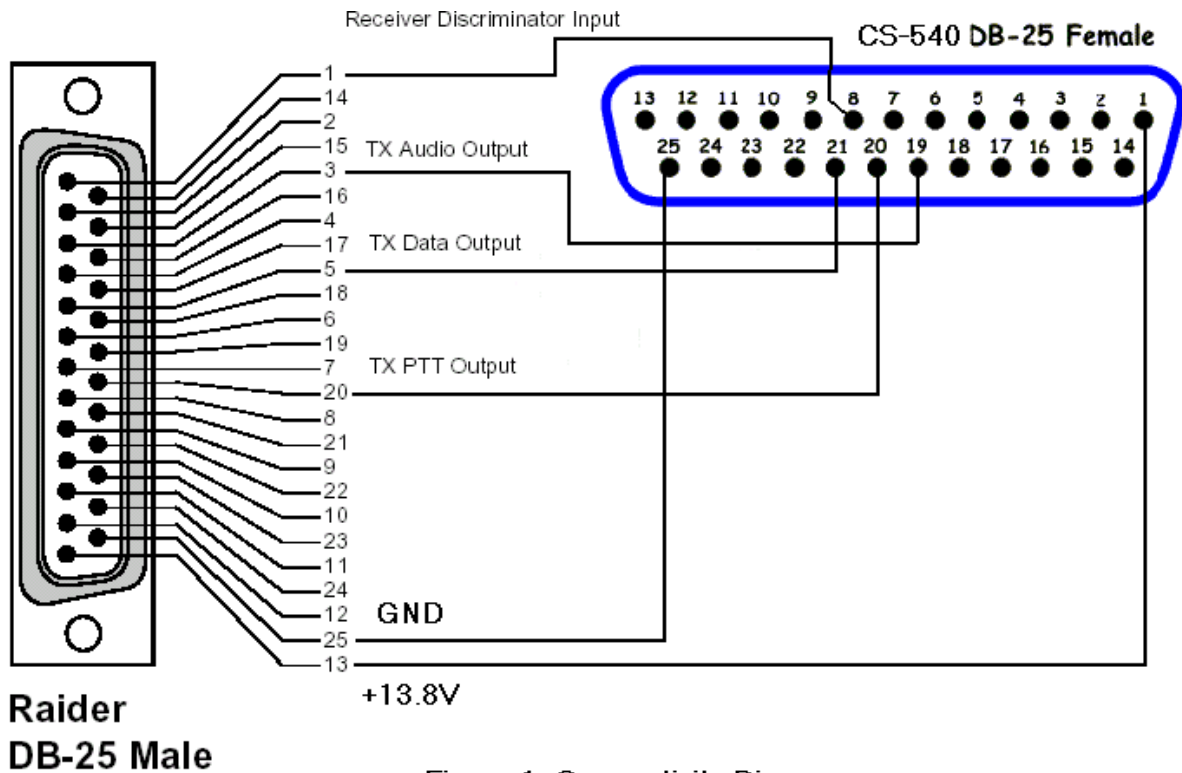 Receiver Discriminator Input
CS-540 DB-25 Female
1
14
2
15 TX Audio Output
3
16
4
17 TX Data Output
5
18
6
19
7 TX PTT Output
20
8
21
9
22
10
23
11
24
12 GND
25
13
+13.8V
13 12 11 10 9 8 7 6 5 4 3 2 1
25 24 23 22 21 20 19 18 17 16 15 14
Raider
DB-25 Male